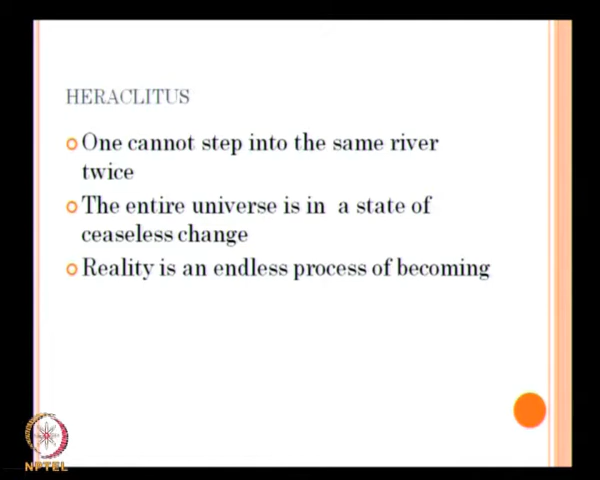 HERACLITUS
One cannot step into the same river
twice
The entire universe is in a state of
ceaseless change
Reality is an endless process of becoming
NPTEL